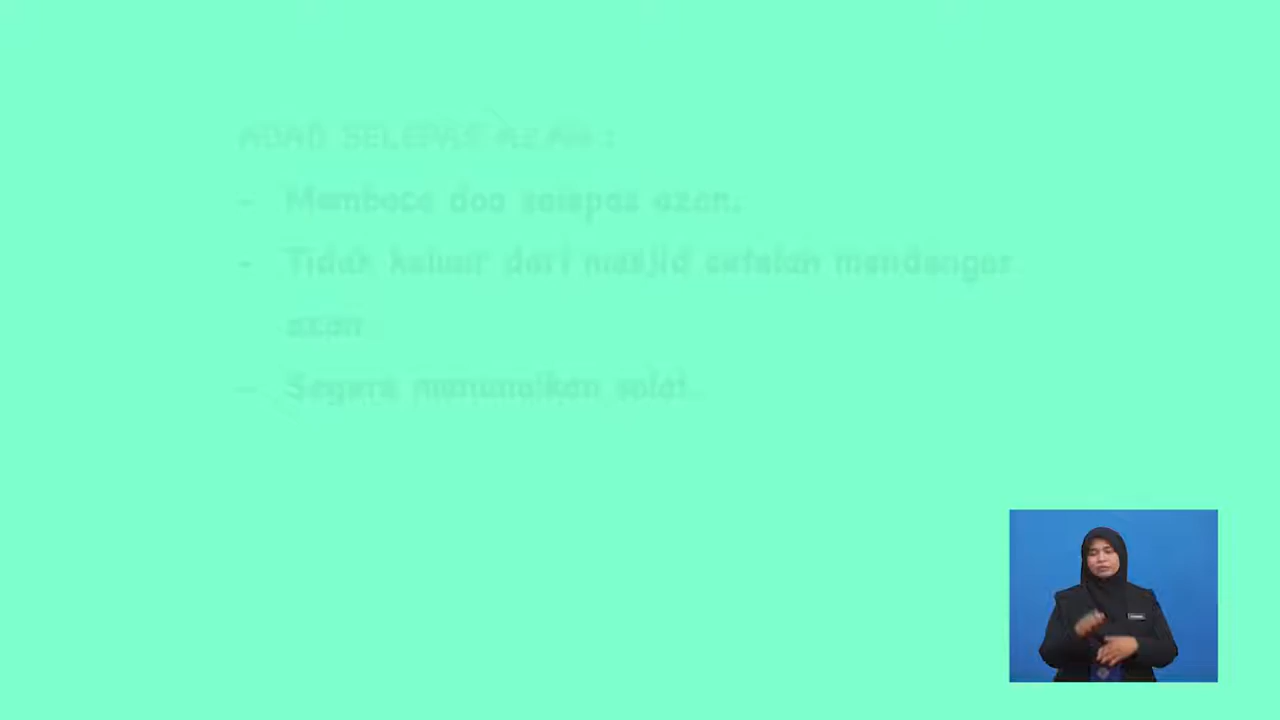 ADAB SELEPAS AZAN :
- Membaca doa selepas azan.
- Tidak keluar dari masjid setelah mendengar
azan
- Segera menunaikan solat.